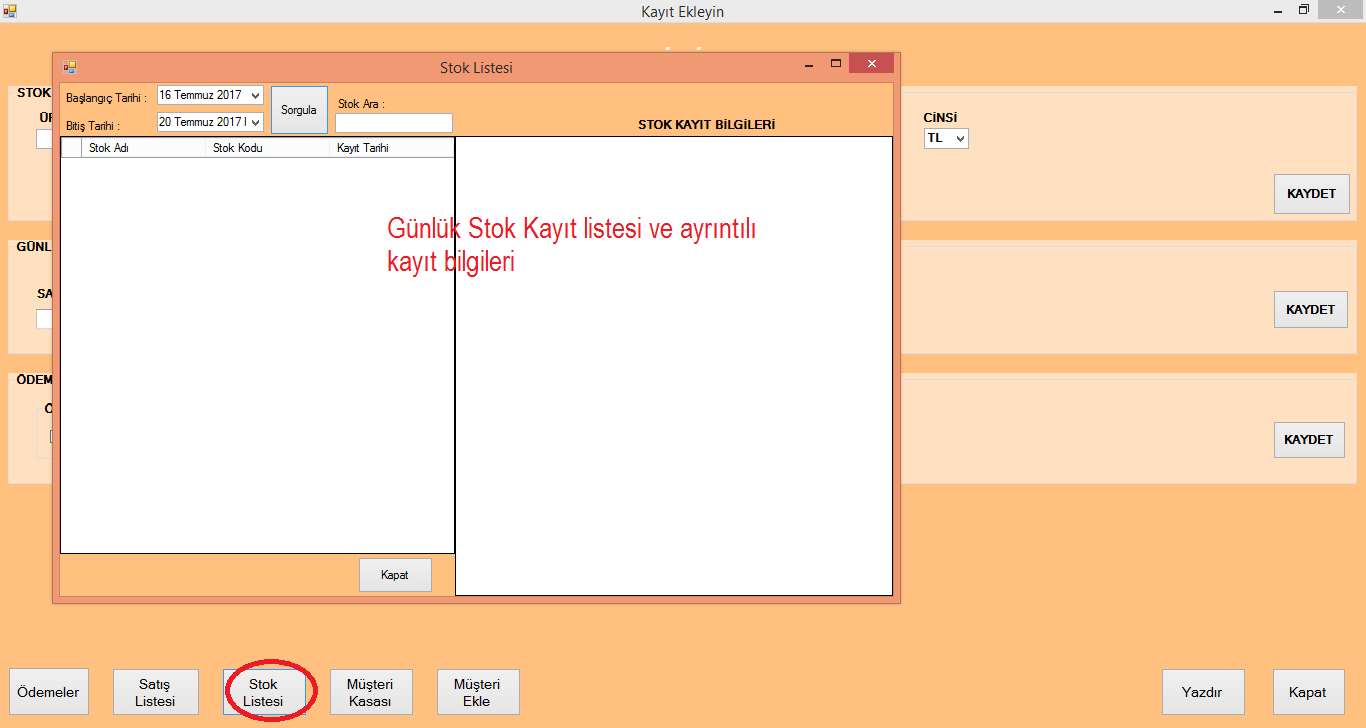 Kayıt Ekleyin
Stok Listesi
STOK
Başlangıç Tarihi :
16 Temmuz 2017
Sorgula
Stok Ara :
Bitiş Tarihi :
20 Temmuz 2017
STOK KAYIT BİLGİLERİ
CİNSİ
TL
Stok Adı
Stok Kodu
Kayıt Tarihi
KAYDET
Günlük Stok Kayıt listesi ve ayrıntılı
kayıt bilgileri
GÜNL
SA
KAYDET
ÖDEM
KAYDET
Kapat
Ödemeler
Satış
Listesi
Stok
Listesi
Müşteri
Kasası
Müşteri
Ekle
Yazdır
Kapat